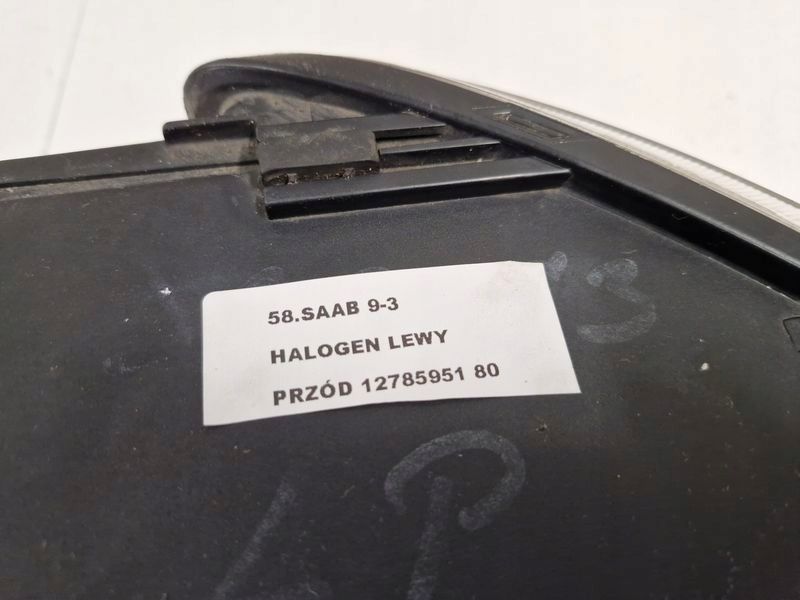 58.SAAB 9-3
HALOGEN LEWY
PRZÓD 12785951 80